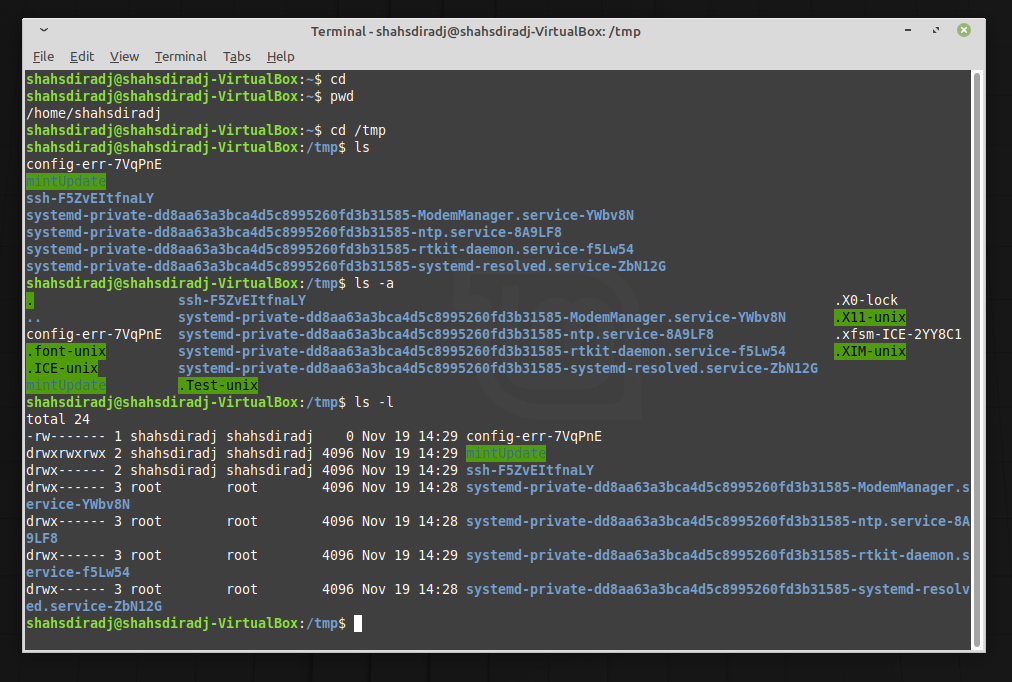 Terminal - shahsdiradj@shahsdiradj-VirtualBox: /tmp
File Edit View Terminal Tabs Help
shahsdiradj@shahsdiradj-VirtualBox:~$ cd
shahsdiradj@shahsdiradj-VirtualBox:~$ pwd
/home/shahsdiradj
shahsdiradj@shahsdiradj-VirtualBox:~$ cd /tmp
shahsdiradj@shahsdiradj-VirtualBox:/tmp$ ls
config-err-7VqPnE
mintUpdate
ssh-F5ZvEItfnaLY
systemd-private-dd8aa63a3bca4d5c8995260fd3b31585-ModemManager.service-YWbv8N
systemd-private-dd8aa63a3bca4d5c8995260fd3b31585-ntp.service-8A9LF8
systemd-private-dd8aa63a3bca4d5c8995260fd3b31585-rtkit-daemon.service-f5Lw54
systemd-private-dd8aa63a3bca4d5c8995260fd3b31585-systemd-resolved.service-ZbN12G
shahsdiradj@shahsdiradj-VirtualBox:/tmp$ ls -a
. ssh-F5ZvEItfnaLY .X0-lock
.. systemd-private-dd8aa63a3bca4d5c8995260fd3b31585-ModemManager.service-YWbv8N .X11-unix
config-err-7VqPnE systemd-private-dd8aa63a3bca4d5c8995260fd3b31585-ntp.service-8A9LF8 .xfsm-ICE-2YY8C1
.font-unix systemd-private-dd8aa63a3bca4d5c8995260fd3b31585-rtkit-daemon.service-f5Lw54 .XIM-unix
.ICE-unix systemd-private-dd8aa63a3bca4d5c8995260fd3b31585-systemd-resolved.service-ZbN12G
mintUpdate .Test-unix
shahsdiradj@shahsdiradj-VirtualBox:/tmp$ ls -l
total 24
-rw------- 1 shahsdiradj shahsdiradj 0 Nov 19 14:29 config-err-7VqPnE
drwxrwxrwx 2 shahsdiradj shahsdiradj 4096 Nov 19 14:29 mintUpdate
drwx------ 2 shahsdiradj shahsdiradj 4096 Nov 19 14:29 ssh-F5ZvEItfnaLY
drwx------ 3 root root 4096 Nov 19 14:28 systemd-private-dd8aa63a3bca4d5c8995260fd3b31585-ModemManager.s
ervice-YWbv8N
drwx------ 3 root root 4096 Nov 19 14:28 systemd-private-dd8aa63a3bca4d5c8995260fd3b31585-ntp.service-8A
9LF8
drwx------ 3 root root 4096 Nov 19 14:29 systemd-private-dd8aa63a3bca4d5c8995260fd3b31585-rtkit-daemon.s
ervice-f5Lw54
drwx------ 3 root root 4096 Nov 19 14:28 systemd-private-dd8aa63a3bca4d5c8995260fd3b31585-systemd-resolv
ed.service-ZbN12G
shahsdiradj@shahsdiradj-VirtualBox:/tmp$